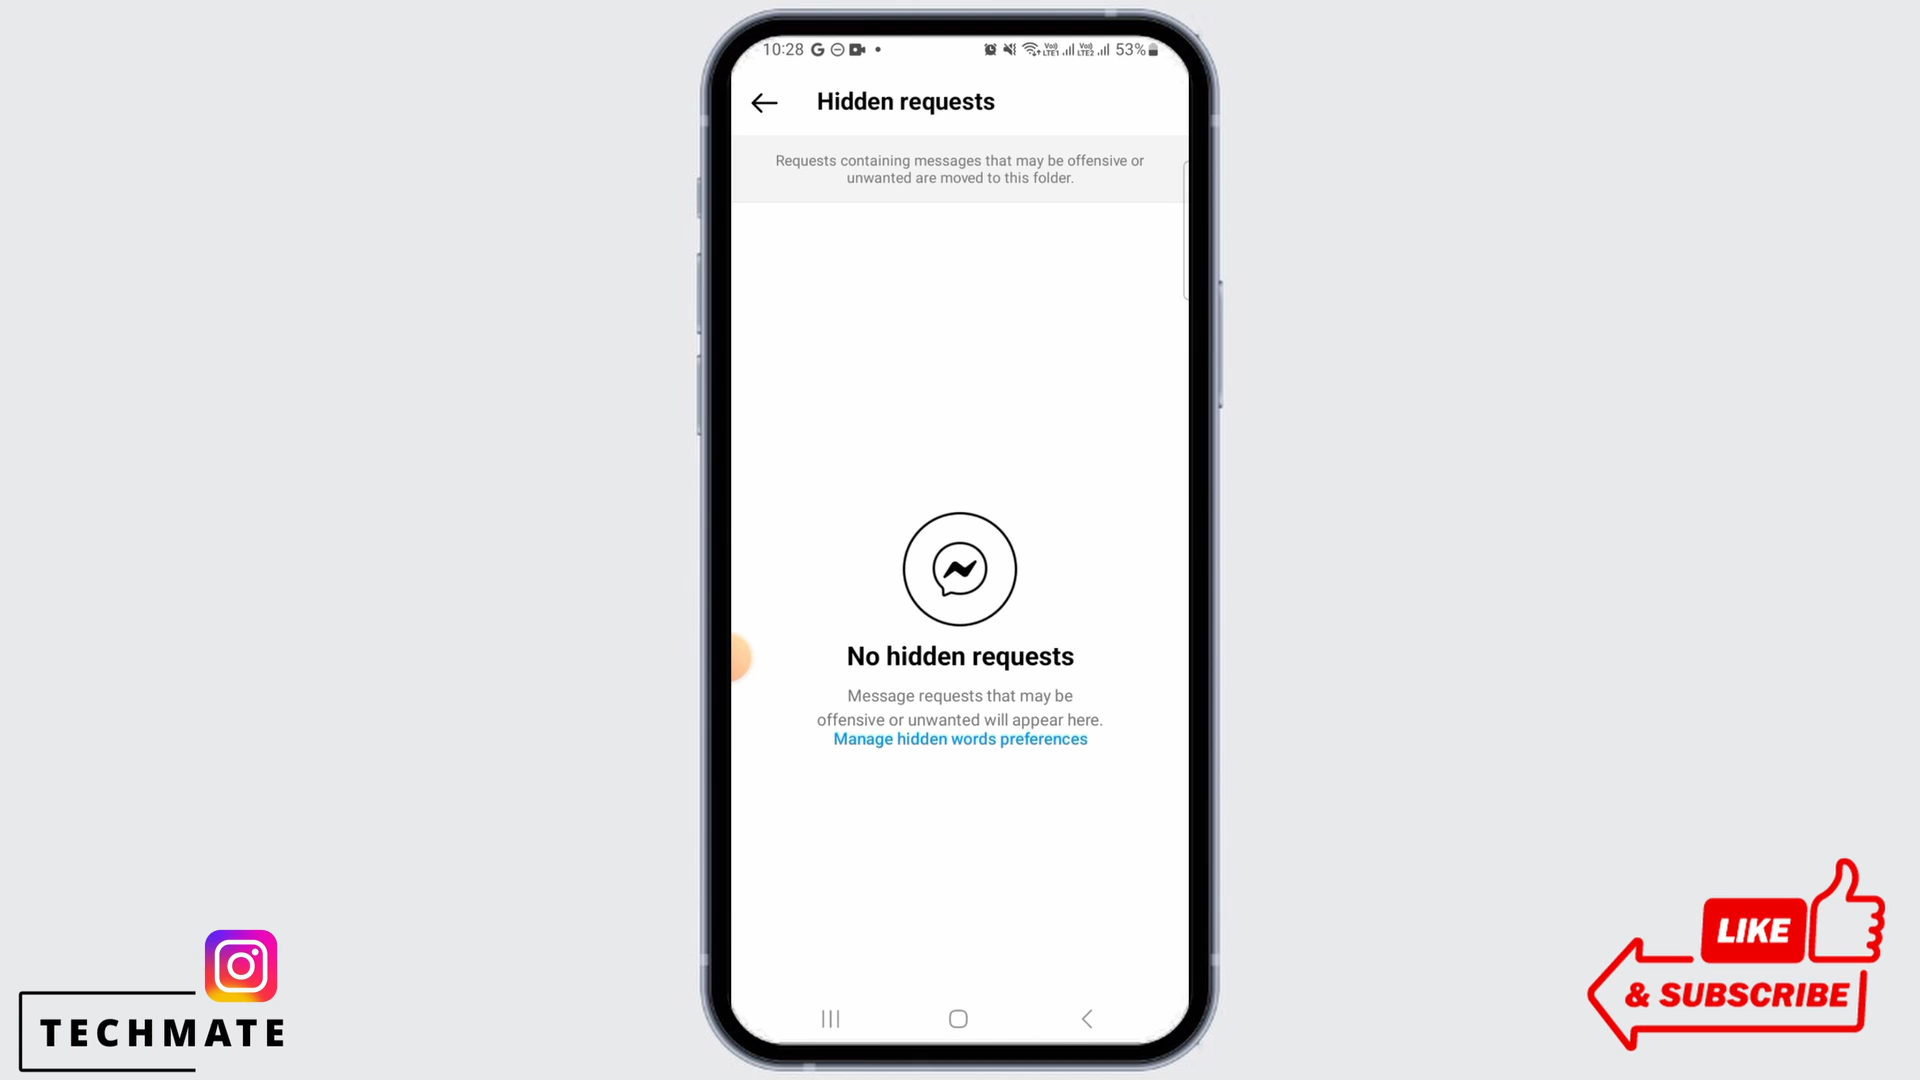 10:28
53%
Hidden requests
Requests containing messages that may be offensive or
unwanted are moved to this folder.
No hidden requests
Message requests that may be
offensive or unwanted will appear here.
Manage hidden words preferences
TECHMATE
LIKE
& SUBSCRIBE